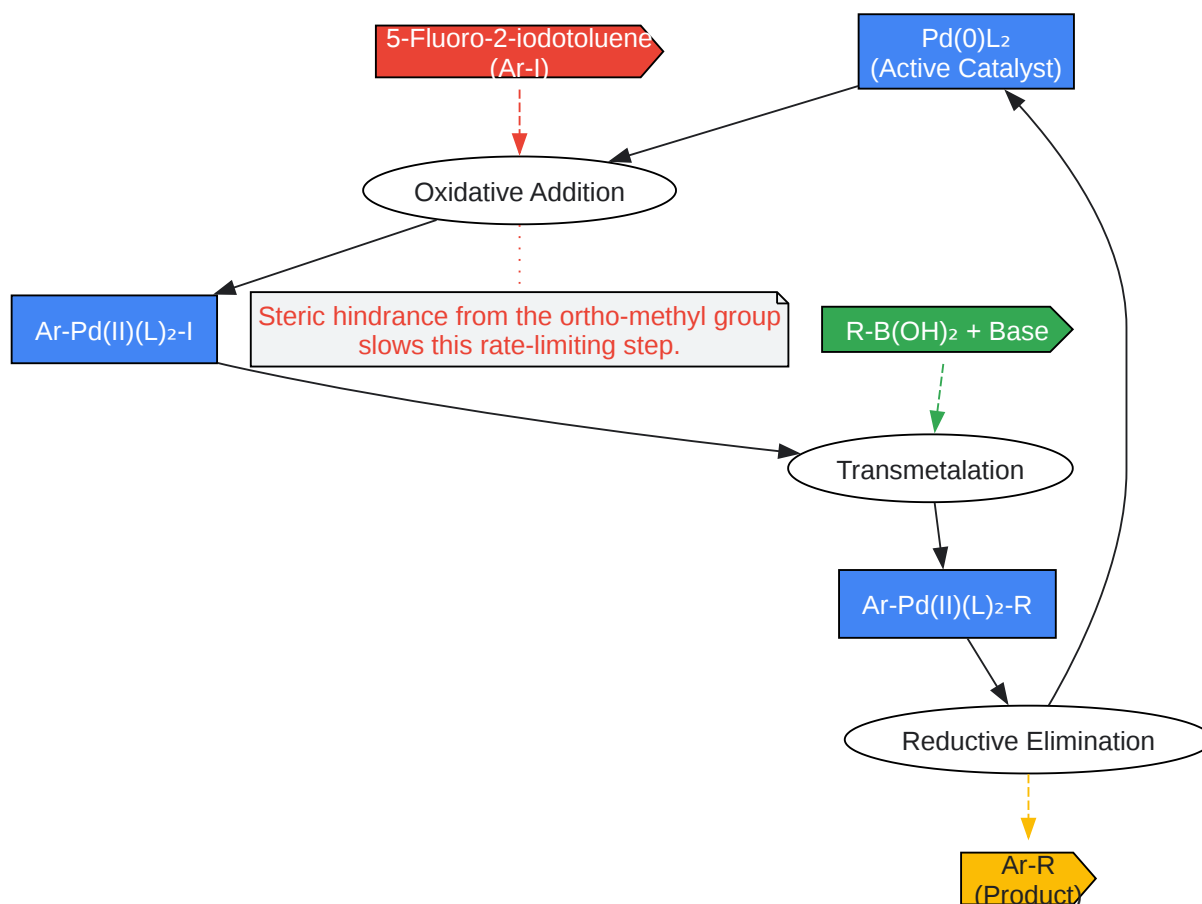 5-Fluoro-2-iodotoluene
(Ar-I)
Pd(0)L₂
(Active Catalyst)
Oxidative Addition
Ar-Pd(II)(L)₂-I
Steric hindrance from the ortho-methyl group
slows this rate-limiting step.
R-B(OH)₂ + Base
Transmetalation
Ar-Pd(II)(L)₂-R
Reductive Elimination
Ar-R
(Product)